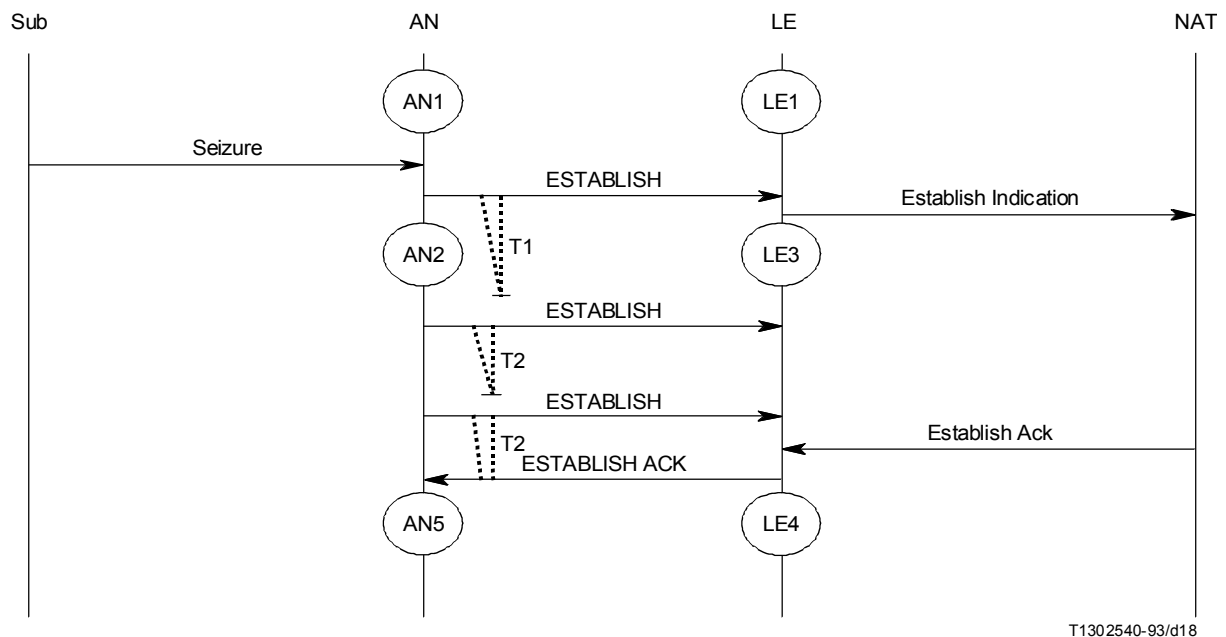 Sub AN LE NAT
AN1 LE1
Seizure
ESTABLISH
Establish Indication
AN2 T1 LE3
ESTABLISH
T2
ESTABLISH
Establish Ack
T2
ESTABLISH ACK
AN5 LE4
T1302540-93/d18